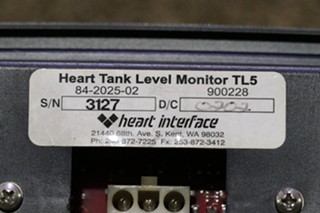 Heart Tank Level Monitor TL5
84-2025-02 900228
S/N 3127 D/C 0202
heart interface
21440 68th. Ave. S. Kent, WA 98032
Ph: 253-872-7225 Fx: 253-872-3412